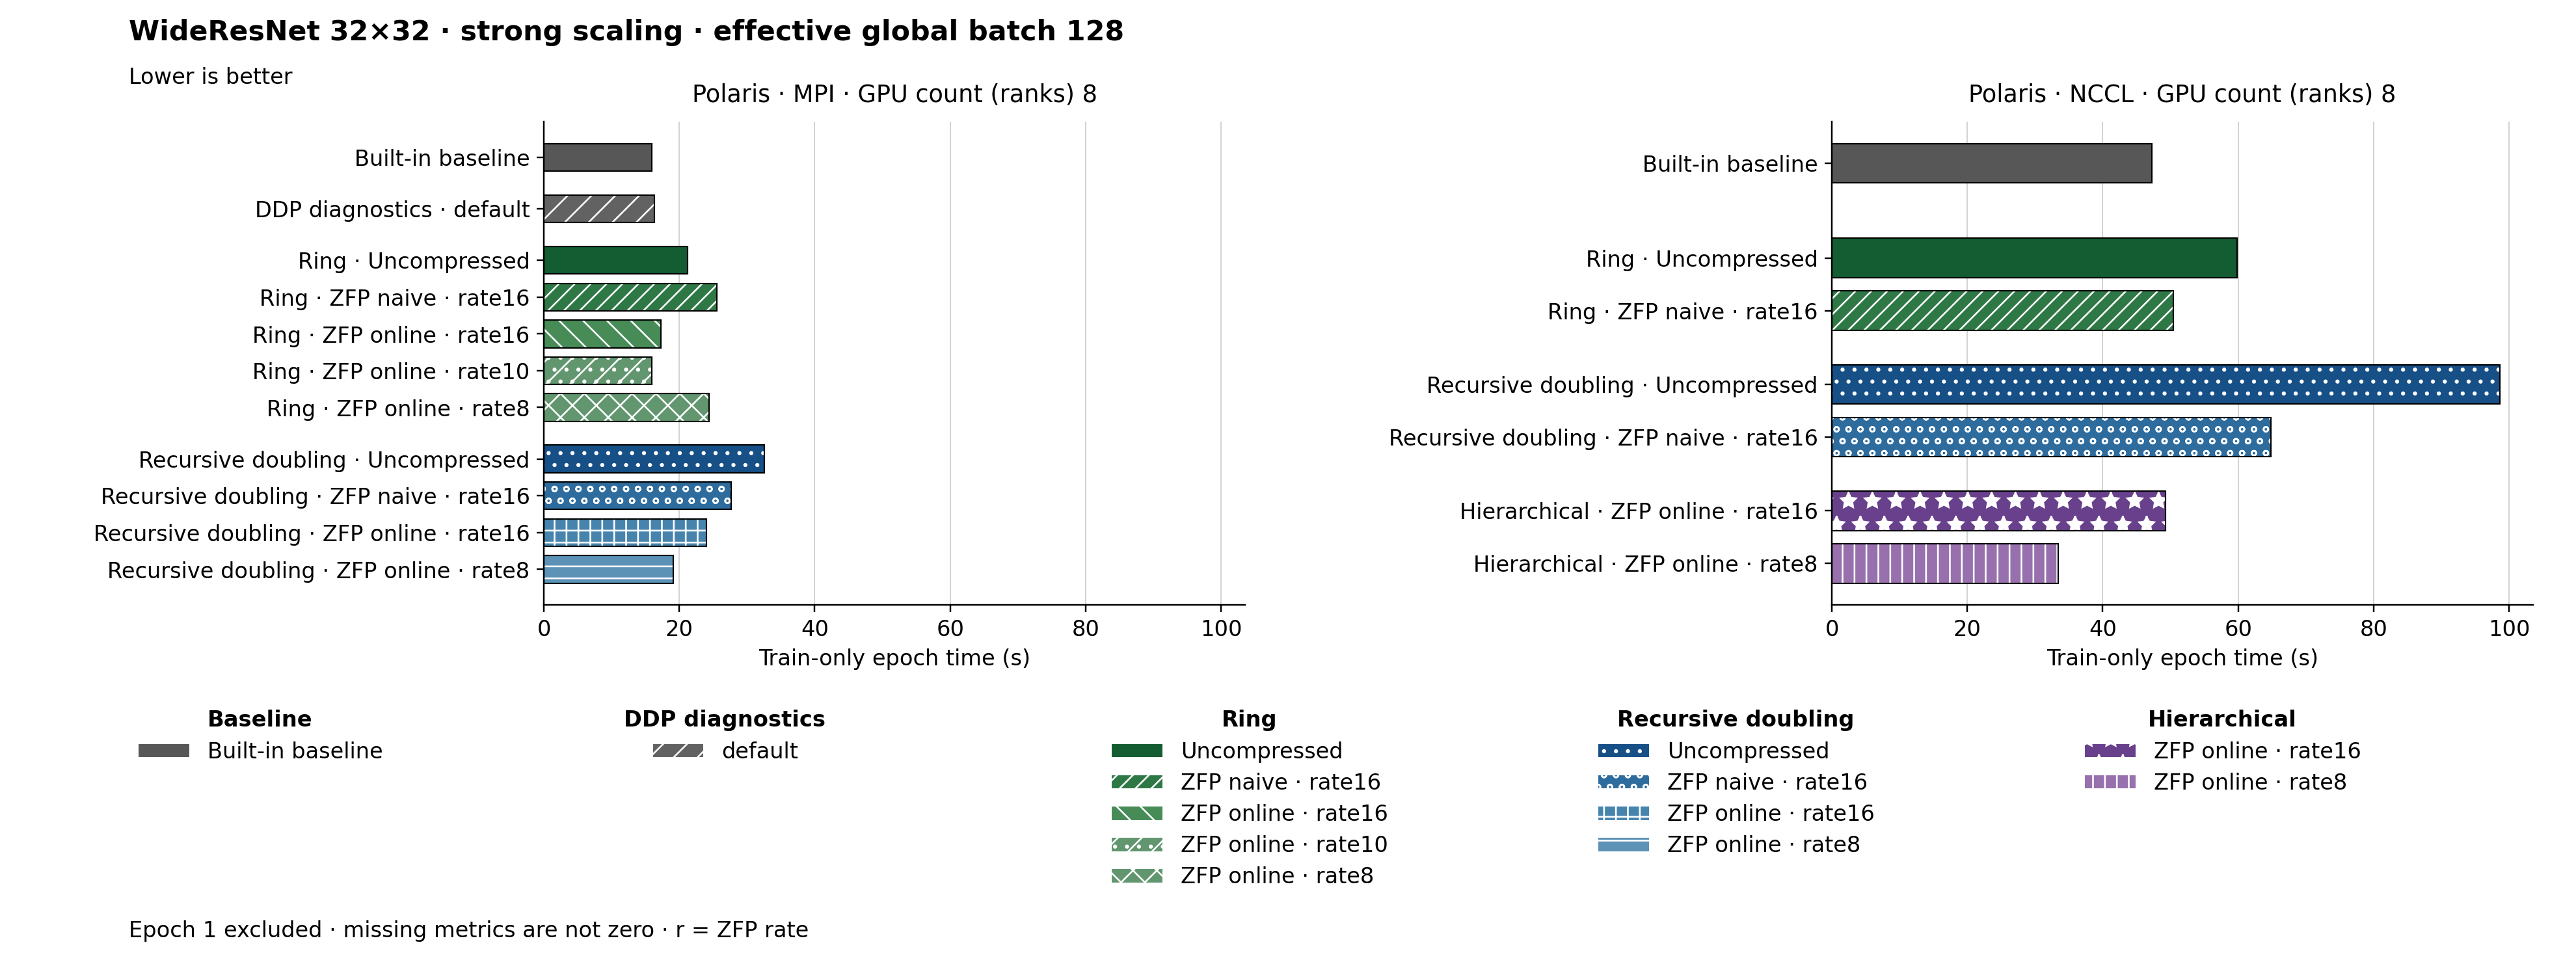 WideResNet 32×32 · strong scaling · effective global batch 128
Lower is better
Polaris · MPI · GPU count (ranks) 8
Built-in baseline
DDP diagnostics · default
Ring · Uncompressed
Ring · ZFP naive · rate16
Ring · ZFP online · rate16
Ring · ZFP online · rate10
Ring · ZFP online · rate8
Recursive doubling · Uncompressed
Recursive doubling · ZFP naive · rate16
Recursive doubling · ZFP online · rate16
Recursive doubling · ZFP online · rate8
0 20 40 60 80 100
Train-only epoch time (s)
Polaris · NCCL · GPU count (ranks) 8
Built-in baseline
Ring · Uncompressed
Ring · ZFP naive · rate16
Recursive doubling · Uncompressed
Recursive doubling · ZFP naive · rate16
Hierarchical · ZFP online · rate16
Hierarchical · ZFP online · rate8
0 20 40 60 80 100
Train-only epoch time (s)
Baseline
Built-in baseline
DDP diagnostics
default
Ring
Uncompressed
ZFP naive · rate16
ZFP online · rate16
ZFP online · rate10
ZFP online · rate8
Recursive doubling
Uncompressed
ZFP naive · rate16
ZFP online · rate16
ZFP online · rate8
Hierarchical
ZFP online · rate16
ZFP online · rate8
Epoch 1 excluded · missing metrics are not zero · r = ZFP rate